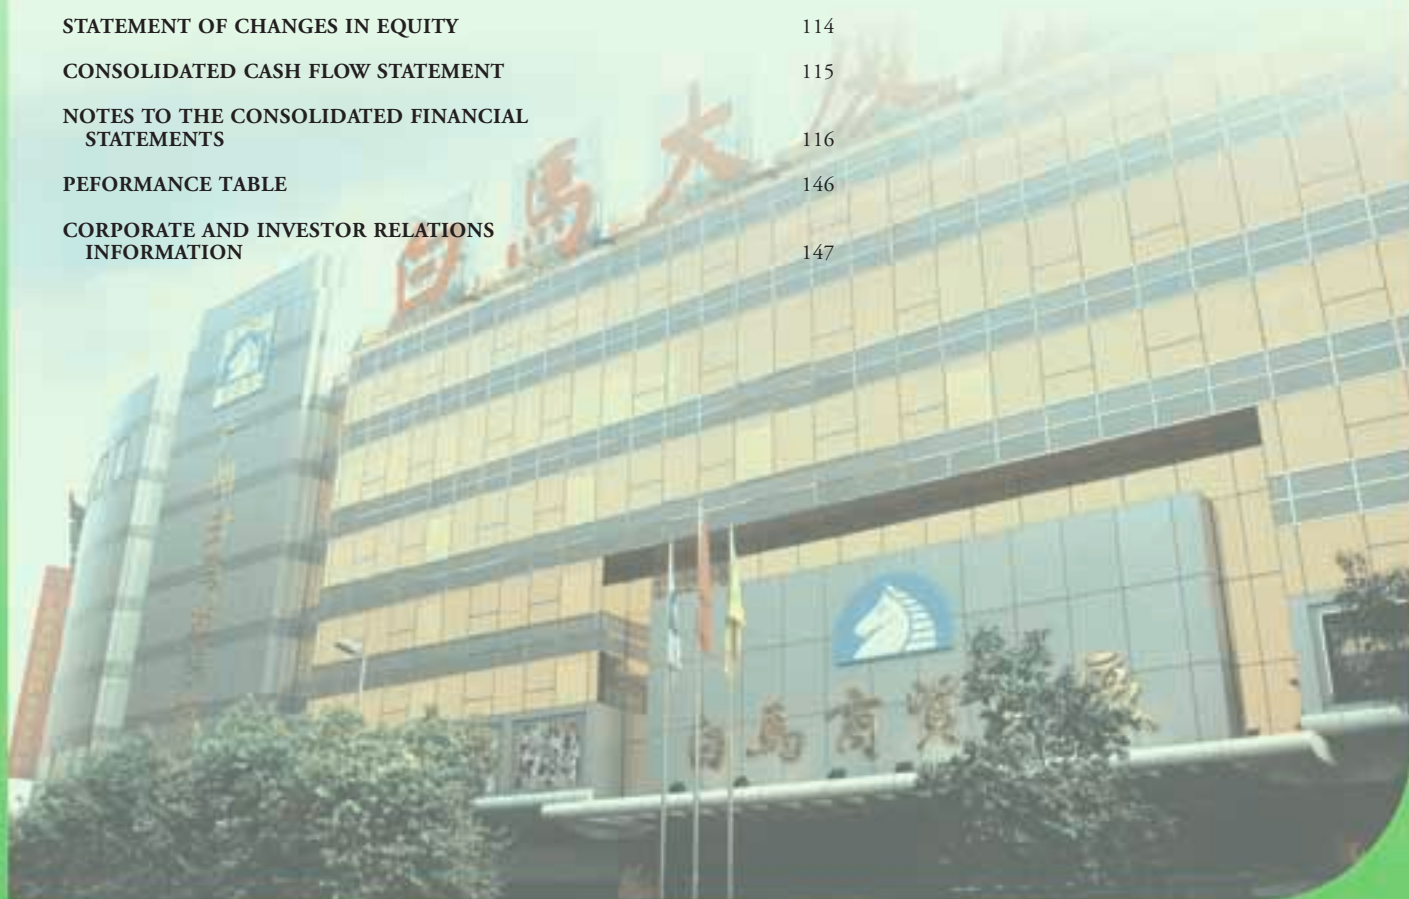 STATEMENT OF CHANGES IN EQUITY 114
CONSOLIDATED CASH FLOW STATEMENT 115
NOTES TO THE CONSOLIDATED FINANCIAL
STATEMENTS 116
PEFORMANCE TABLE 146
CORPORATE AND INVESTOR RELATIONS
INFORMATION 147
白馬大
白馬商貿